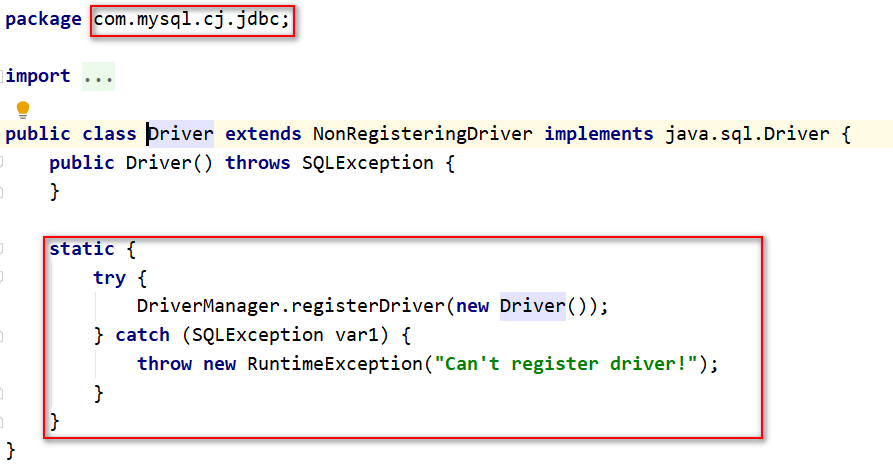 package com.mysql.cj.jdbc;
import ...
public class Driver extends NonRegisteringDriver implements java.sql.Driver {
    public Driver() throws SQLException {
    }
    static {
        try {
            DriverManager.registerDriver(new Driver());
        } catch (SQLException var1) {
            throw new RuntimeException("Can't register driver!");
        }
    }
}